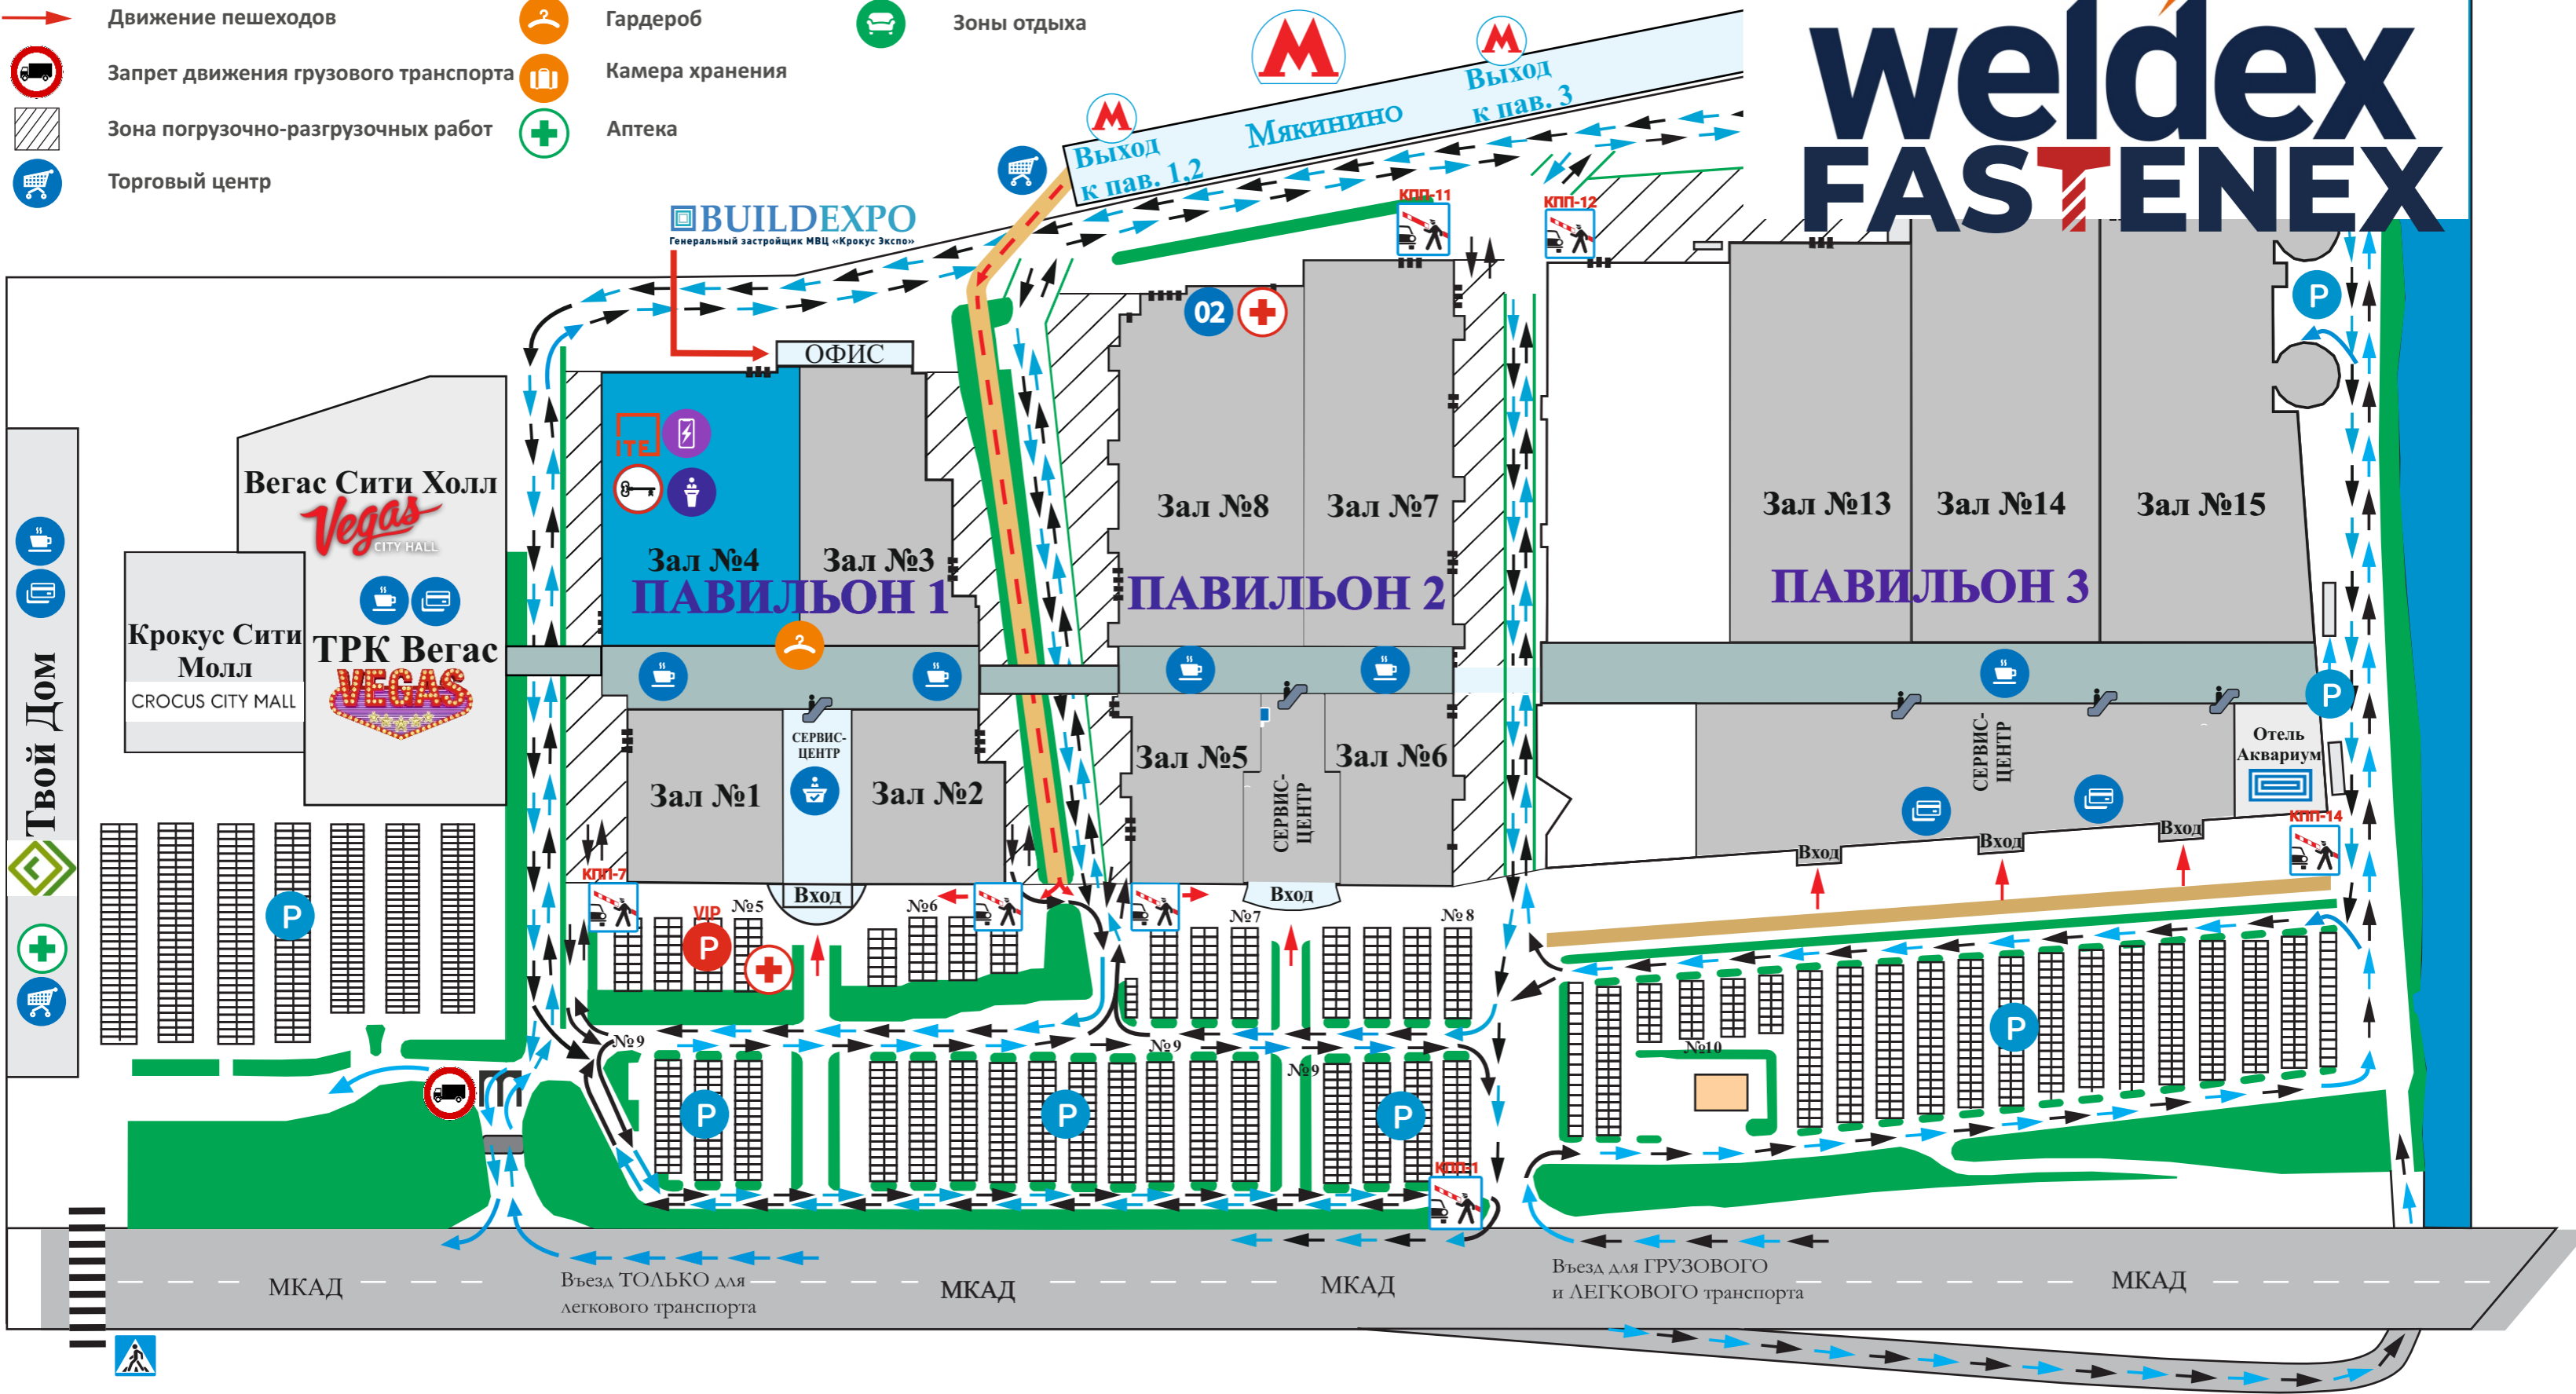 Движение пешеходов
Гардероб
Зоны отдыха
Запрет движения грузового транспорта
Камера хранения
Зона погрузочно-разгрузочных работ
Аптека
Торговый центр
weldex
FASTENEX
М
М
М
Выход
к пав. 3
Мякинино
Выход
к пав. 1,2
КПП-11
КПП-12
BUILDEXPO
Генеральный застройщик МВЦ «Крокус Экспо»
ОФИС
02
P
iTE
Вегас Сити Холл
Vegas
CITY HALL
Зал №4
Зал №3
ПАВИЛЬОН 1
Зал №8
Зал №7
ПАВИЛЬОН 2
Зал №13
Зал №14
Зал №15
ПАВИЛЬОН 3
Крокус Сити
Молл
CROCUS CITY MALL
ТРК Вегас
VEGAS
Твой Дом
P
Зал №1
СЕРВИС-
ЦЕНТР
Зал №2
Зал №5
СЕРВИС-
ЦЕНТР
Зал №6
СЕРВИС-
ЦЕНТР
Отель
Аквариум
КПП-14
Вход
Вход
Вход
КПП-7
Вход
Вход
VIP
P
№5
№6
№7
№8
P
№9
№9
№9
№10
P
P
P
P
КПП-1
МКАД
Въезд ТОЛЬКО для
легкового транспорта
МКАД
МКАД
Въезд для ГРУЗОВОГО
и ЛЕГКОВОГО транспорта
МКАД